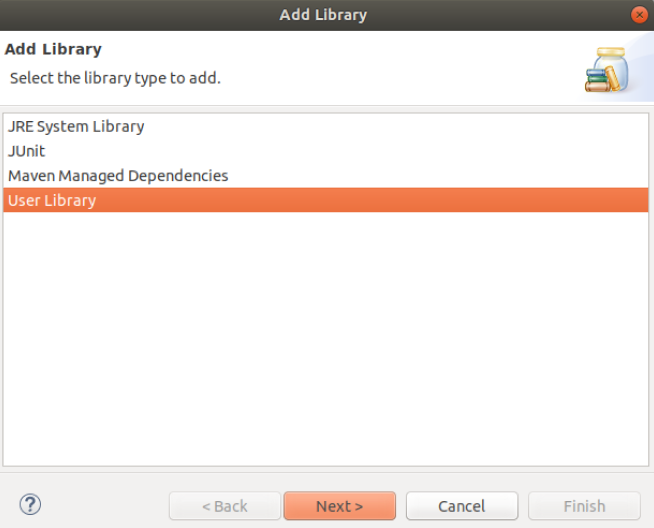 Add Library
Add Library
Select the library type to add.
JRE System Library
JUnit
Maven Managed Dependencies
User Library
?
< Back
Next >
Cancel
Finish